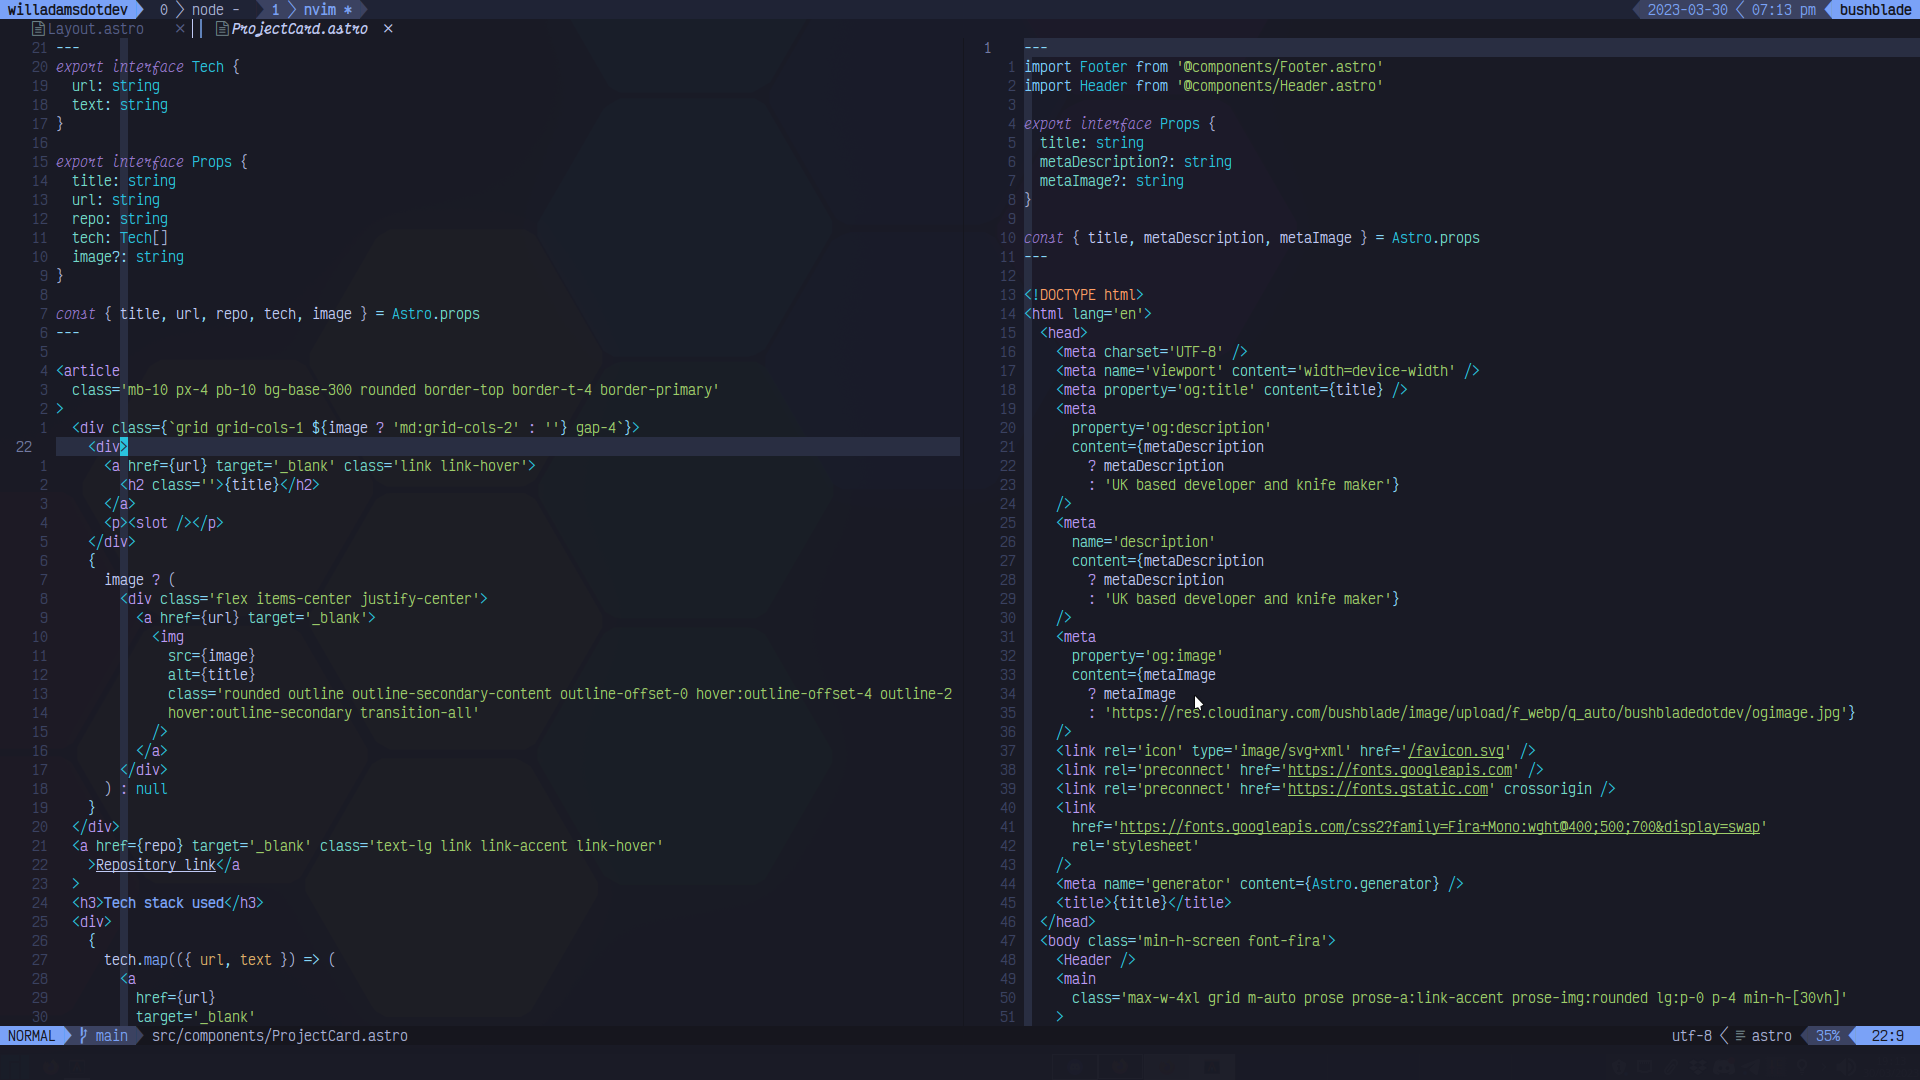 willadamsdotdev 0 node - 1 nvim * 2023-03-30 07:13 pm bushblade
Layout.astro × ProjectCard.astro ×
21 ---
20 export interface Tech {
19 url: string
18 text: string
17 }
16
15 export interface Props {
14 title: string
13 url: string
12 repo: string
11 tech: Tech[]
10 image?: string
9 }
8
7 const { title, url, repo, tech, image } = Astro.props
6 ---
5
4 <article
3 class='mb-10 px-4 pb-10 bg-base-300 rounded border-top border-t-4 border-primary'
2 >
1 <div class={`grid grid-cols-1 ${image ? 'md:grid-cols-2' : ''} gap-4`}>
22 <div>
1 <a href={url} target='_blank' class='link link-hover'>
2 <h2 class=''>{title}</h2>
3 </a>
4 <p><slot /></p>
5 </div>
6 {
7 image ? (
8 <div class='flex items-center justify-center'>
9 <a href={url} target='_blank'>
10 <img
11 src={image}
12 alt={title}
13 class='rounded outline outline-secondary-content outline-offset-0 hover:outline-offset-4 outline-2
14 hover:outline-secondary transition-all'
15 />
16 </a>
17 </div>
18 ) : null
19 }
20 </div>
21 <a href={repo} target='_blank' class='text-lg link link-accent link-hover'
22 >Repository link</a
23 >
24 <h3>Tech stack used</h3>
25 <div>
26 {
27 tech.map(({ url, text }) => (
28 <a
29 href={url}
30 target='_blank'
1 ---
1 import Footer from '@components/Footer.astro'
2 import Header from '@components/Header.astro'
3
4 export interface Props {
5 title: string
6 metaDescription?: string
7 metaImage?: string
8 }
9
10 const { title, metaDescription, metaImage } = Astro.props
11 ---
12
13 <!DOCTYPE html>
14 <html lang='en'>
15 <head>
16 <meta charset='UTF-8' />
17 <meta name='viewport' content='width=device-width' />
18 <meta property='og:title' content={title} />
19 <meta
20 property='og:description'
21 content={metaDescription
22 ? metaDescription
23 : 'UK based developer and knife maker'}
24 />
25 <meta
26 name='description'
27 content={metaDescription
28 ? metaDescription
29 : 'UK based developer and knife maker'}
30 />
31 <meta
32 property='og:image'
33 content={metaImage
34 ? metaImage
35 : 'https://res.cloudinary.com/bushblade/image/upload/f_webp/q_auto/bushbladedotdev/ogimage.jpg'}
36 />
37 <link rel='icon' type='image/svg+xml' href='/favicon.svg' />
38 <link rel='preconnect' href='https://fonts.googleapis.com' />
39 <link rel='preconnect' href='https://fonts.gstatic.com' crossorigin />
40 <link
41 href='https://fonts.googleapis.com/css2?family=Fira+Mono:wght@400;500;700&display=swap'
42 rel='stylesheet'
43 />
44 <meta name='generator' content={Astro.generator} />
45 <title>{title}</title>
46 </head>
47 <body class='min-h-screen font-fira'>
48 <Header />
49 <main
50 class='max-w-4xl grid m-auto prose prose-a:link-accent prose-img:rounded lg:p-0 p-4 min-h-[30vh]'
51 >
NORMAL main src/components/ProjectCard.astro utf-8 astro 35% 22:9